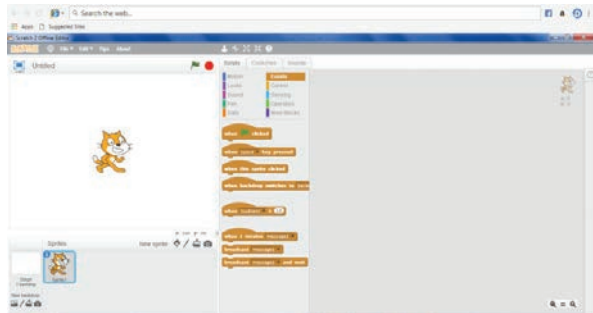 Search the web...
Apps Suggested Sites
Scratch 2 Offline Editor
File Edit Tips About
Untitled
Scripts Costumes Sounds
Motion Events
Looks Control
Sound Sensing
Pen Operators
Data More Blocks
when clicked
when space key pressed
when this sprite clicked
when backdrop switches to
when loudness > 10
when I receive message1
broadcast message1
broadcast message1 and wait
Sprites New sprite:
Sprite1
Stage
1 backdrop
New backdrop: